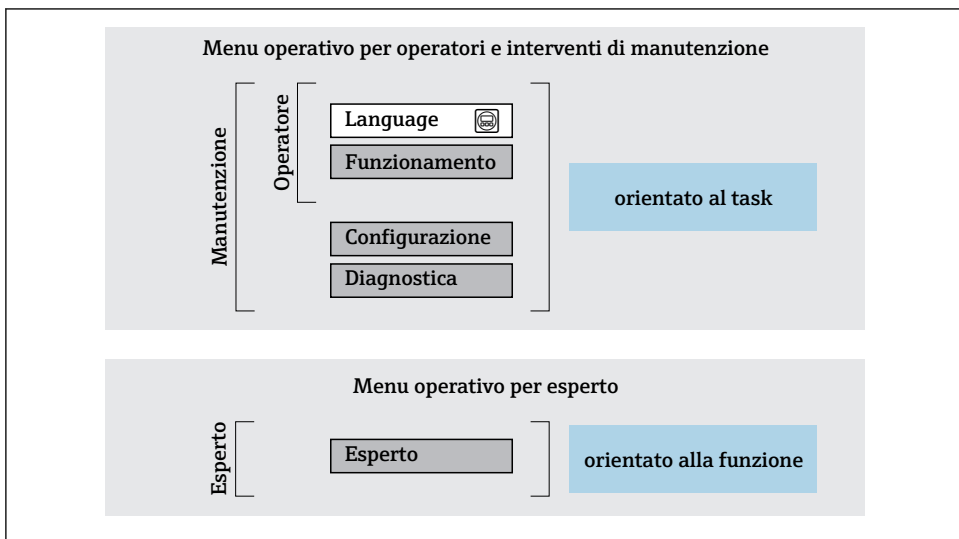 Menu operativo per operatori e interventi di manutenzione
Manutenzione
Operatore
Language
Funzionamento
Configurazione
Diagnostica
orientato al task
Menu operativo per esperto
Esperto
Esperto
orientato alla funzione